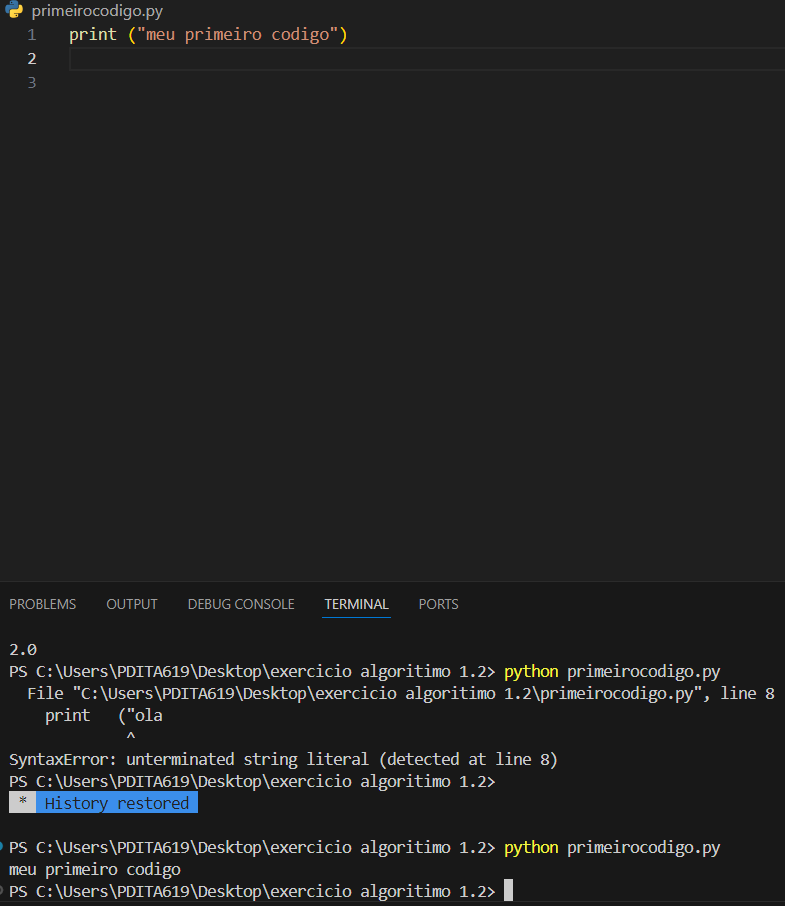 primeirocodigo.py
1 print ("meu primeiro codigo")
2
3
PROBLEMS OUTPUT DEBUG CONSOLE TERMINAL PORTS
2.0
PS C:\Users\PDITA619\Desktop\exercicio algoritimo 1.2> python primeirocodigo.py
  File "C:\Users\PDITA619\Desktop\exercicio algoritimo 1.2\primeirocodigo.py", line 8
    print   ("ola
             ^
SyntaxError: unterminated string literal (detected at line 8)
PS C:\Users\PDITA619\Desktop\exercicio algoritimo 1.2>
 * History restored
PS C:\Users\PDITA619\Desktop\exercicio algoritimo 1.2> python primeirocodigo.py
meu primeiro codigo
PS C:\Users\PDITA619\Desktop\exercicio algoritimo 1.2>